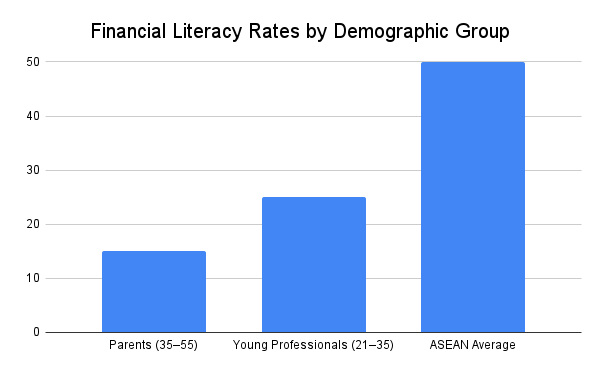 Financial Literacy Rates by Demographic Group
50
40
30
20
10
0
Parents (35–55)
Young Professionals (21–35)
ASEAN Average